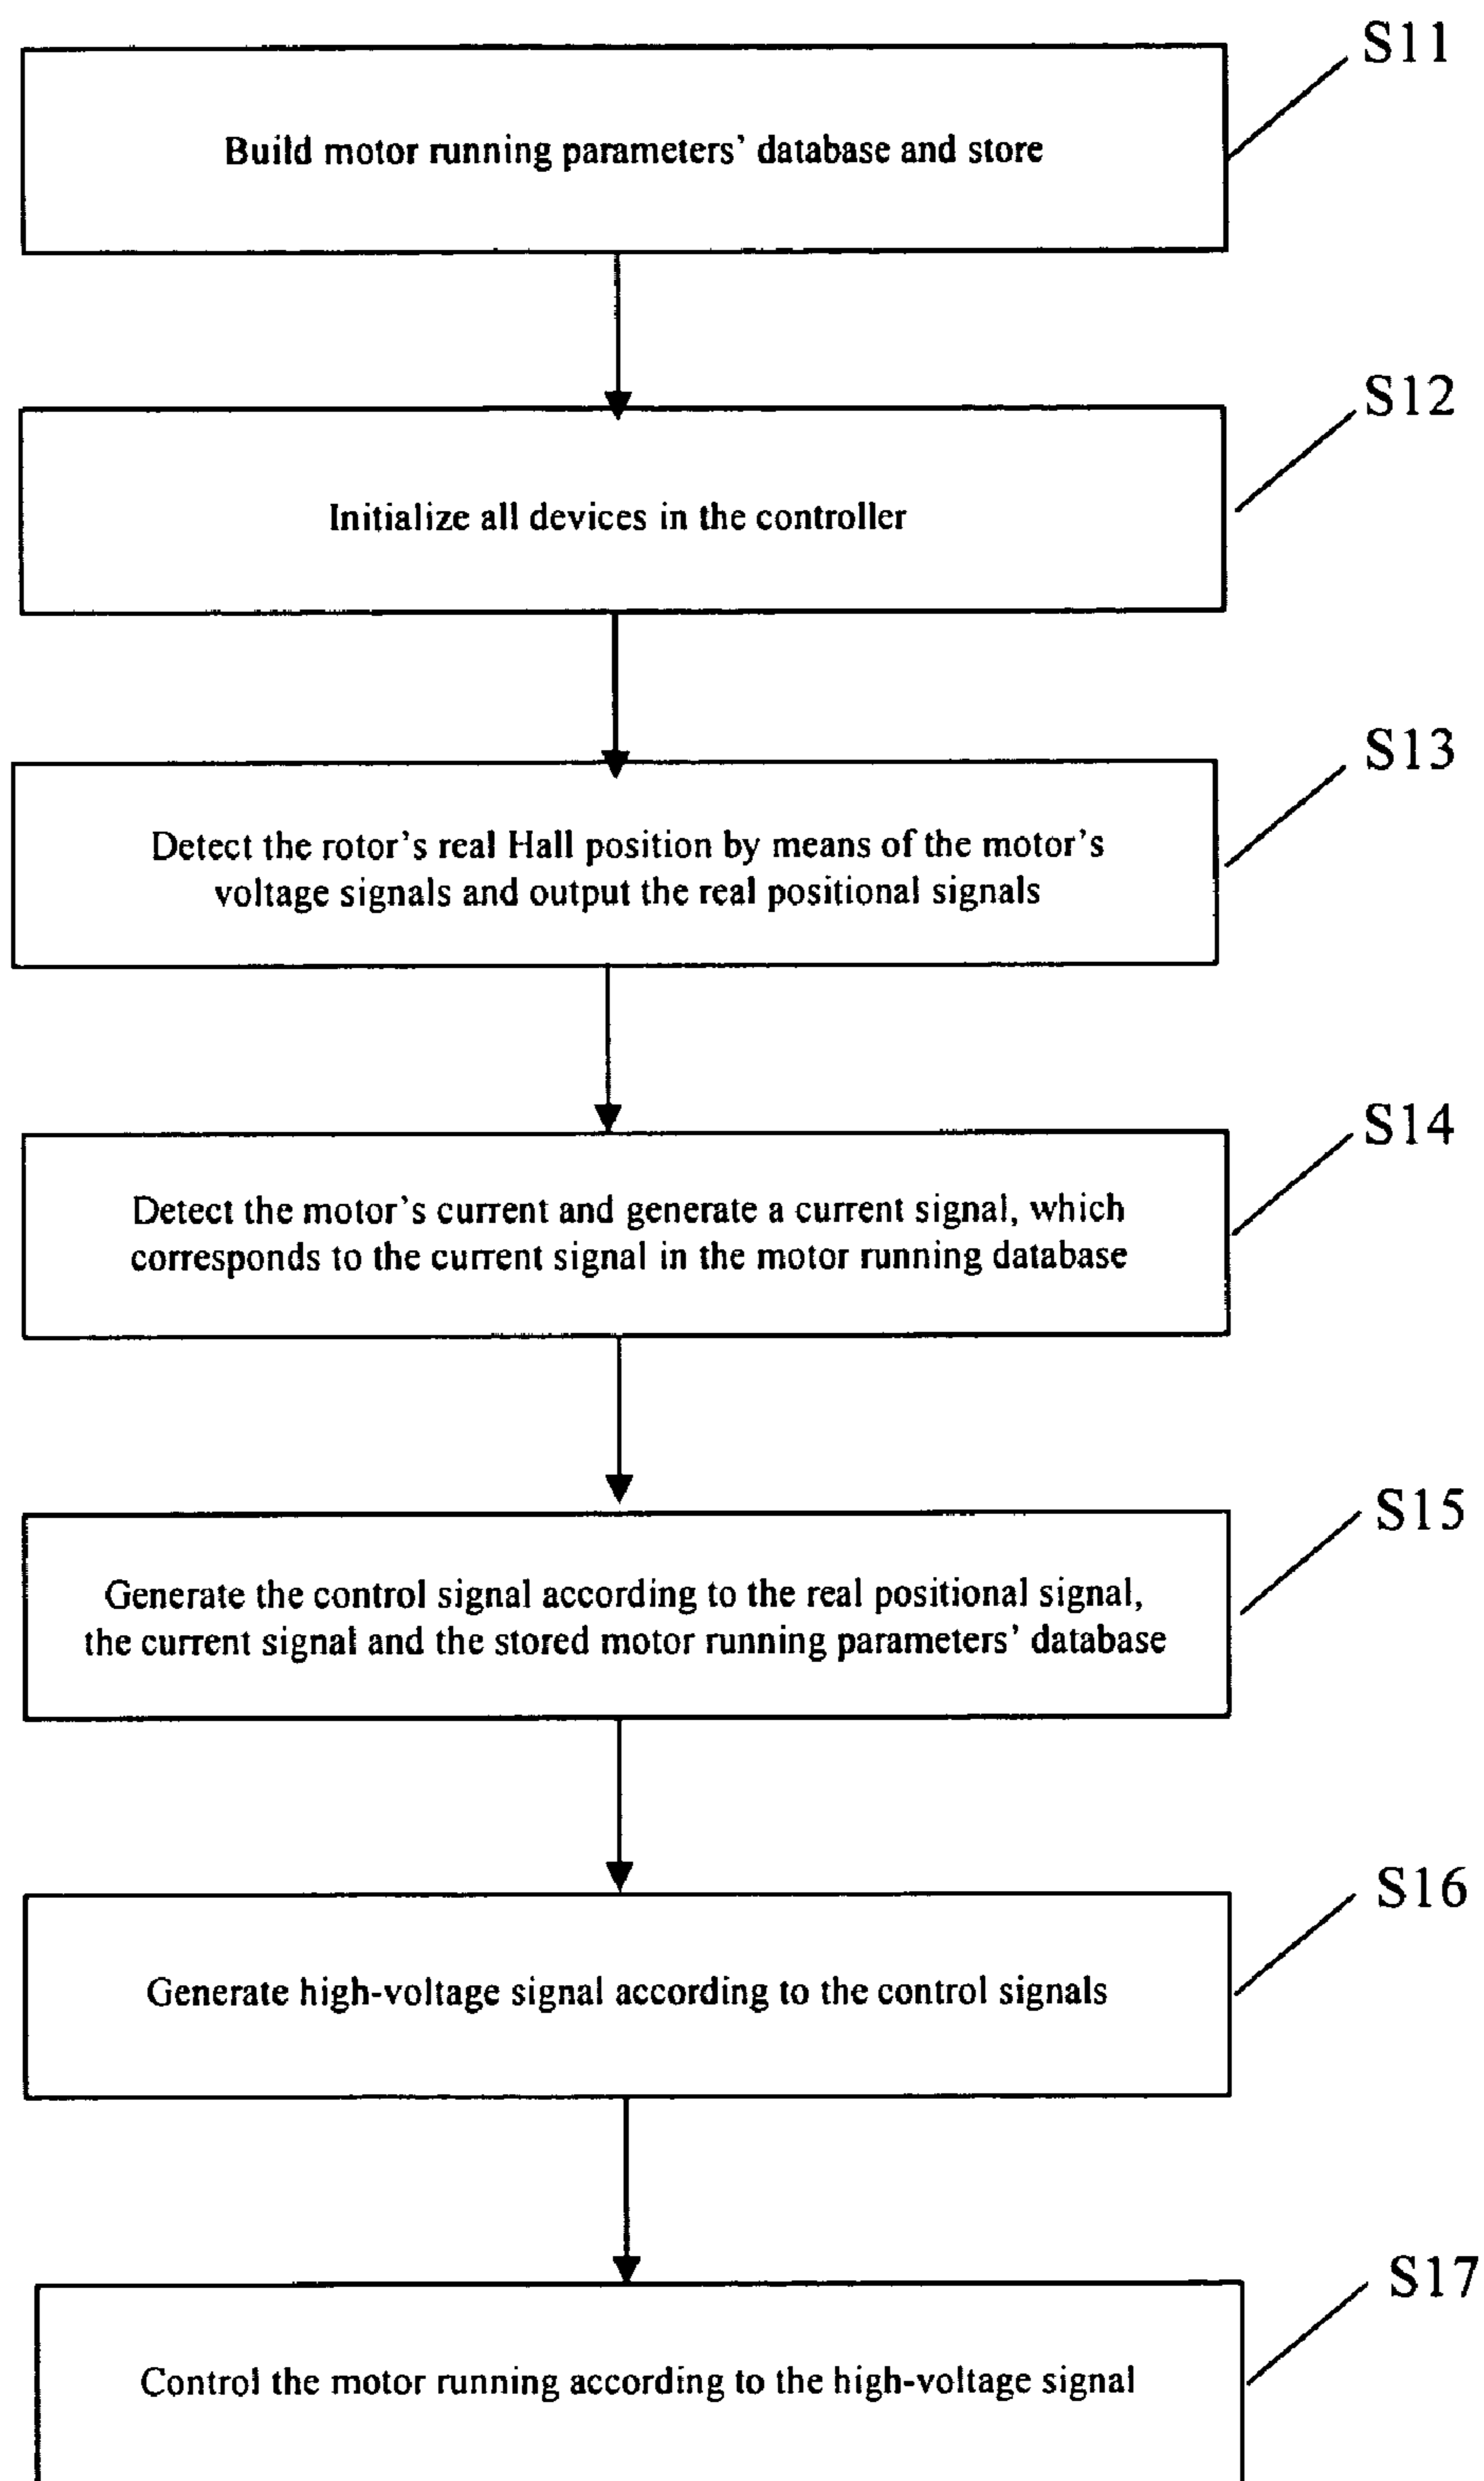 S11
Build motor running parameters’ database and store
S12
Initialize all devices in the controller
S13
Detect the rotor’s real Hall position by means of the motor’s
voltage signals and output the real positional signals
S14
Detect the motor’s current and generate a current signal, which
corresponds to the current signal in the motor running database
S15
Generate the control signal according to the real positional signal,
the current signal and the stored motor running parameters’ database
S16
Generate high-voltage signal according to the control signals
S17
Control the motor running according to the high-voltage signal